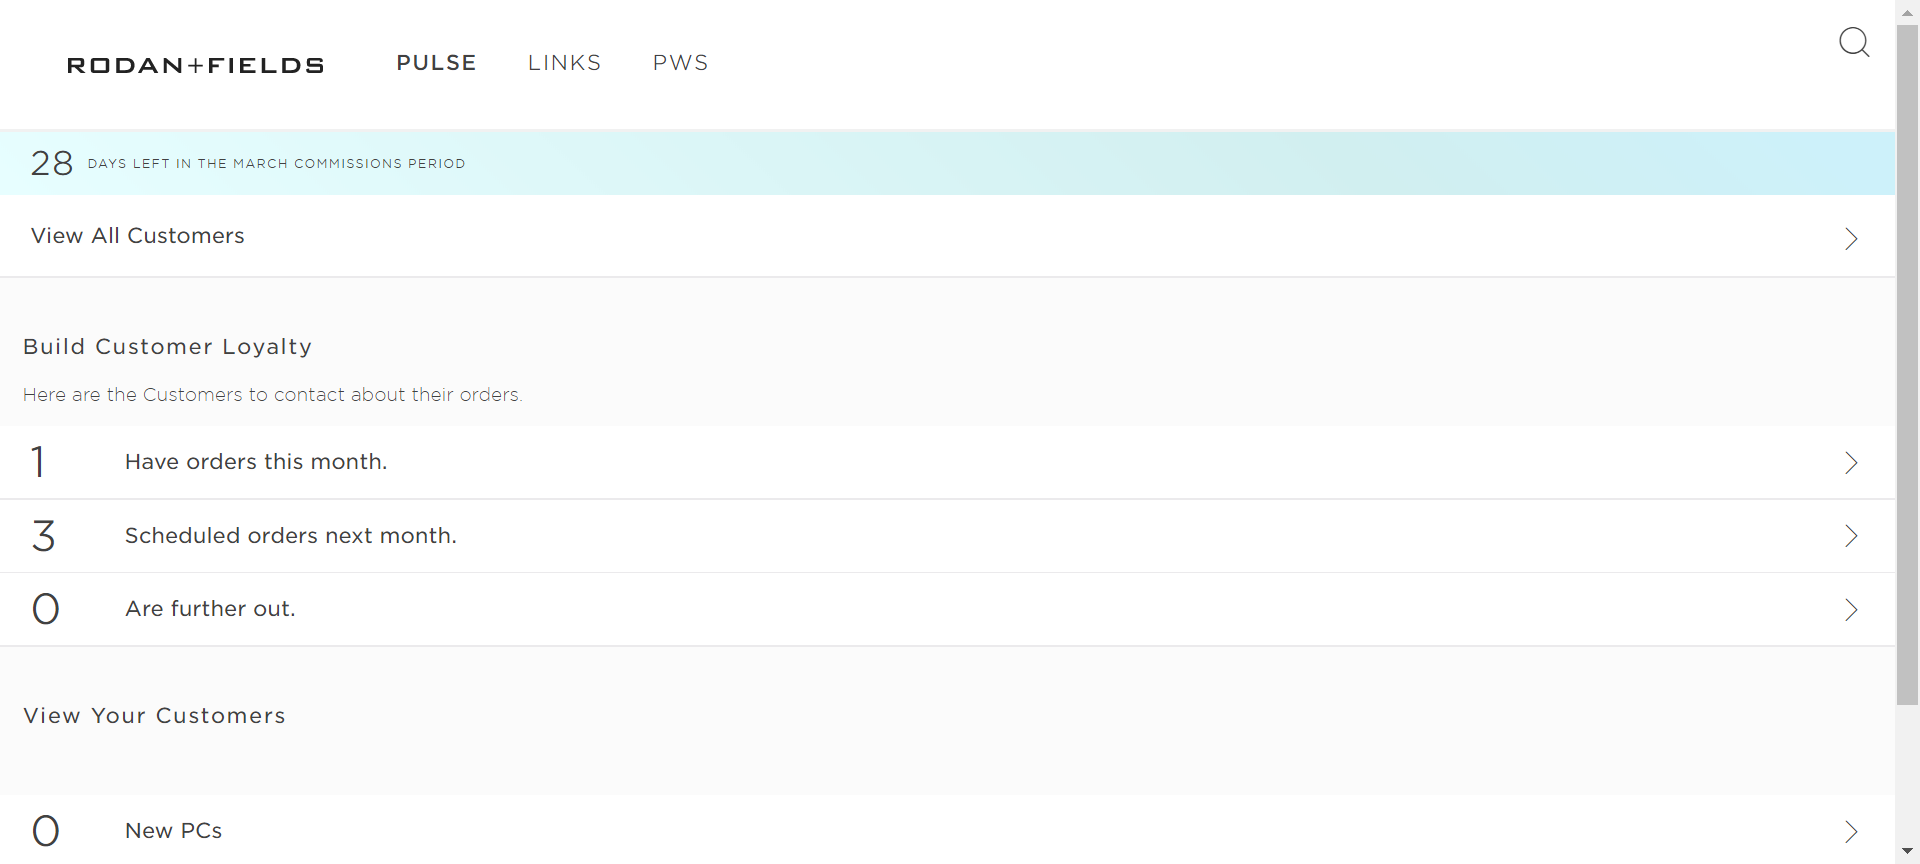 RODAN+FIELDS PULSE LINKS PWS
28 DAYS LEFT IN THE MARCH COMMISSIONS PERIOD
View All Customers
Build Customer Loyalty
Here are the Customers to contact about their orders.
1 Have orders this month.
3 Scheduled orders next month.
0 Are further out.
View Your Customers
0 New PCs